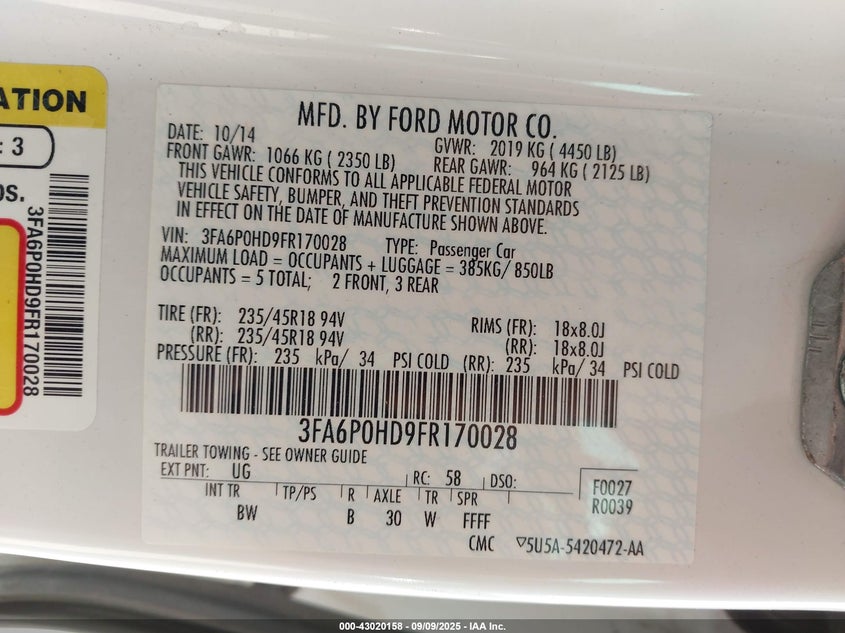 ATION
: 3
OS.
3FA6P0HD9FR170028
MFD. BY FORD MOTOR CO.
DATE: 10/14
GVWR: 2019 KG ( 4450 LB)
FRONT GAWR: 1066 KG ( 2350 LB)
REAR GAWR: 964 KG ( 2125 LB)
THIS VEHICLE CONFORMS TO ALL APPLICABLE FEDERAL MOTOR
VEHICLE SAFETY, BUMPER, AND THEFT PREVENTION STANDARDS
IN EFFECT ON THE DATE OF MANUFACTURE SHOWN ABOVE.
VIN: 3FA6P0HD9FR170028 TYPE: Passenger Car
MAXIMUM LOAD = OCCUPANTS + LUGGAGE = 385KG/ 850LB
OCCUPANTS = 5 TOTAL; 2 FRONT, 3 REAR
TIRE (FR): 235/45R18 94V RIMS (FR): 18x8.0J
(RR): 235/45R18 94V (RR): 18x8.0J
PRESSURE (FR): 235 kPa/ 34 PSI COLD (RR): 235 kPa/ 34 PSI COLD
3FA6P0HD9FR170028
TRAILER TOWING - SEE OWNER GUIDE
EXT PNT: UG RC: 58 DSO:
F0027
R0039
INT TR TP/PS R AXLE TR SPR
BW B 30 W FFFF
CMC 5U5A-5420472-AA
000-43020158 - 09/09/2025 - IAA Inc.